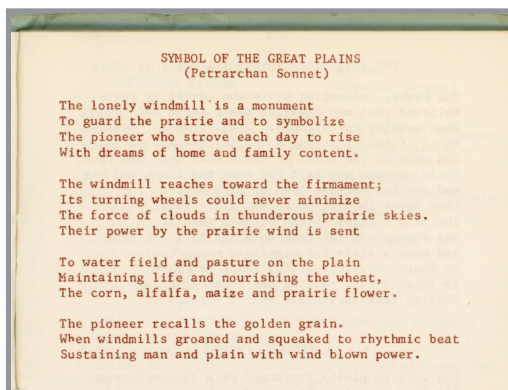 SYMBOL OF THE GREAT PLAINS
(Petrarchan Sonnet)
The lonely windmill is a monument
To guard the prairie and to symbolize
The pioneer who strove each day to rise
With dreams of home and family content.
The windmill reaches toward the firmament;
Its turning wheels could never minimize
The force of clouds in thunderous prairie skies.
Their power by the prairie wind is sent
To water field and pasture on the plain
Maintaining life and nourishing the wheat,
The corn, alfalfa, maize and prairie flower.
The pioneer recalls the golden grain.
When windmills groaned and squeaked to rhythmic beat
Sustaining man and plain with wind blown power.